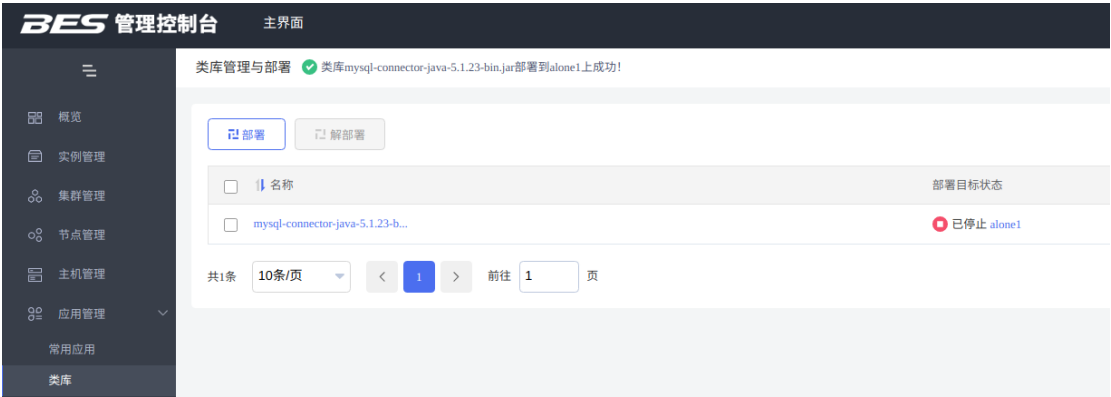 BES 管理控制台 主界面
类库管理与部署 类库mysql-connector-java-5.1.23-bin.jar部署到alone1上成功!
概览
实例管理
集群管理
节点管理
主机管理
应用管理
常用应用
类库
部署 解部署
名称 部署目标状态
mysql-connector-java-5.1.23-b... 已停止 alone1
共1条 10条/页 1 前往 1 页